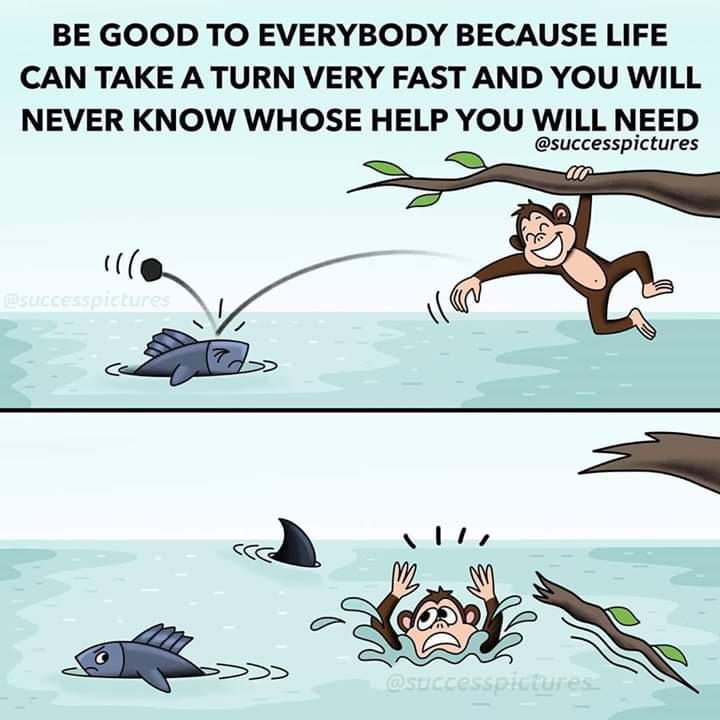 BE GOOD TO EVERYBODY BECAUSE LIFE
CAN TAKE A TURN VERY FAST AND YOU WILL
NEVER KNOW WHOSE HELP YOU WILL NEED
@successpictures
@successpictures
@successpictures